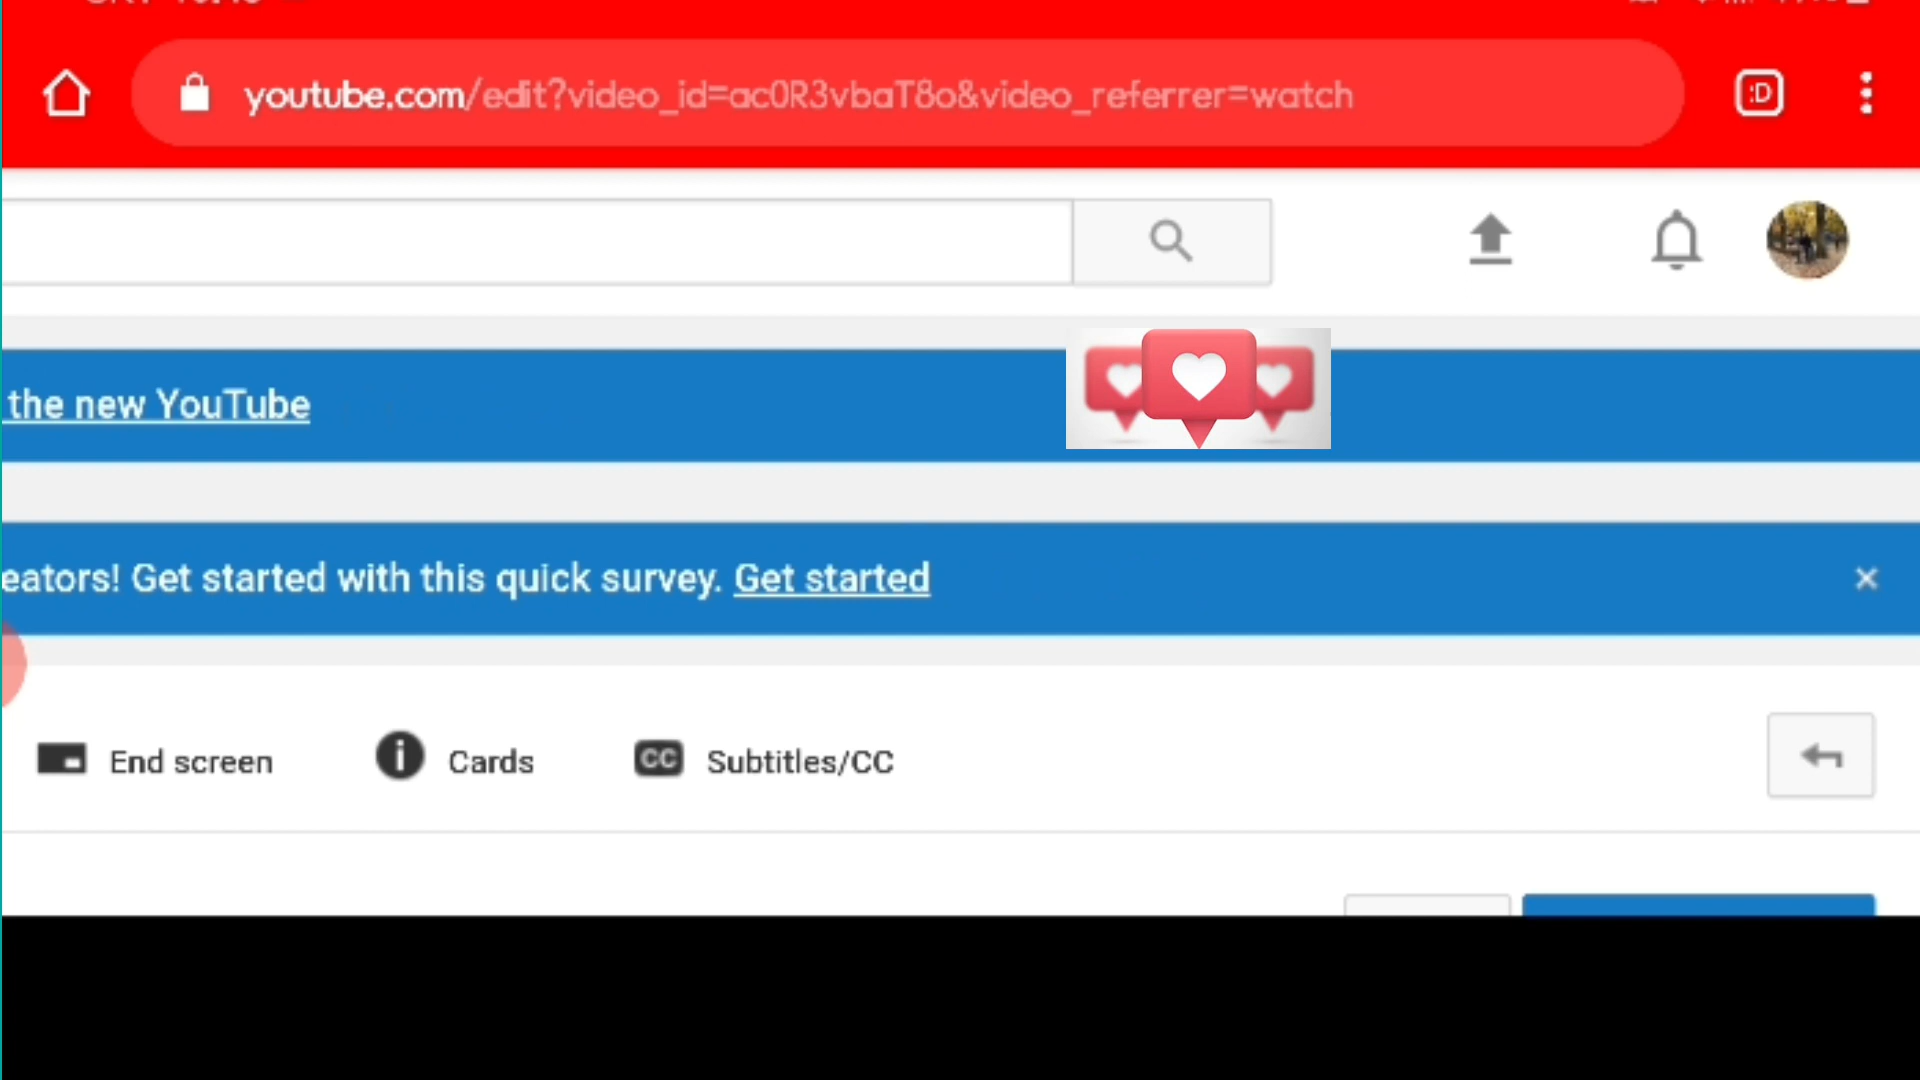 youtube.com/edit?video_id=ac0R3vbaT8o&video_referrer=watch
:D
the new YouTube
eators! Get started with this quick survey. Get started
End screen
Cards
CC Subtitles/CC